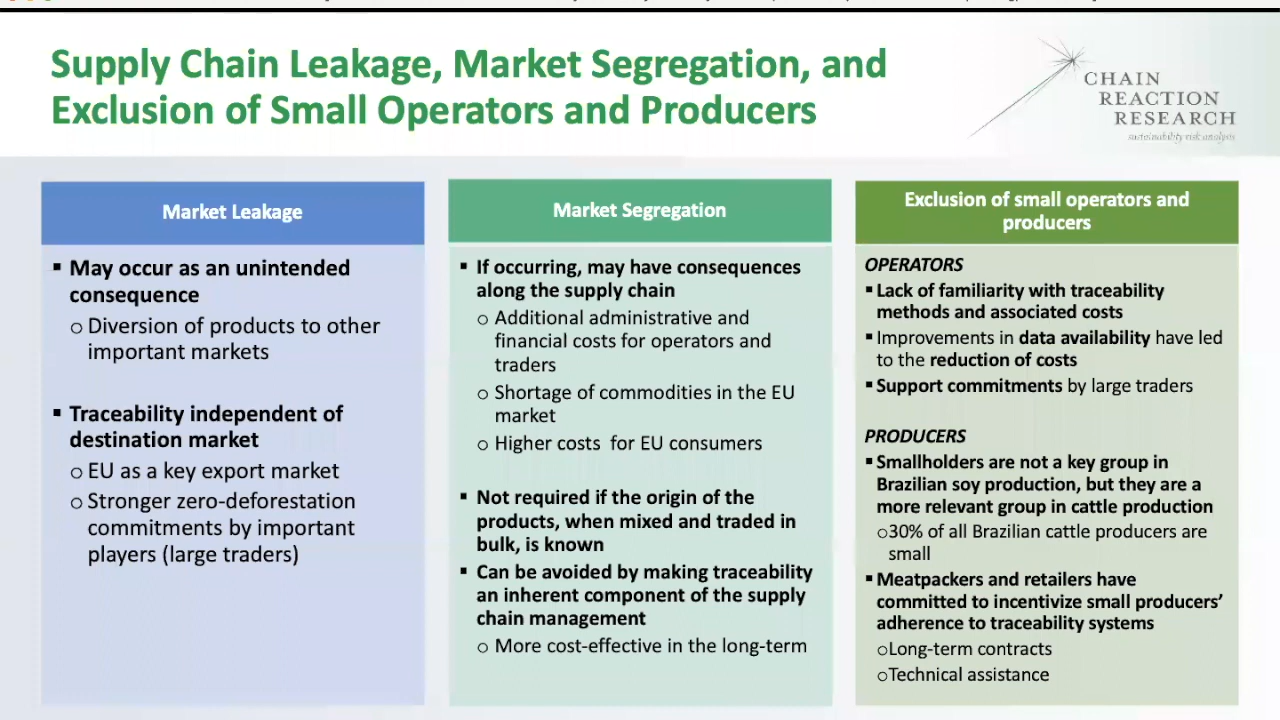 Supply Chain Leakage, Market Segregation, and
Exclusion of Small Operators and Producers
CHAIN
REACTION
RESEARCH
sustainability risk analysis
Market Leakage
▪ May occur as an unintended
consequence
o Diversion of products to other
important markets
▪ Traceability independent of
destination market
o EU as a key export market
o Stronger zero-deforestation
commitments by important
players (large traders)
Market Segregation
▪ If occurring, may have consequences
along the supply chain
o Additional administrative and
financial costs for operators and
traders
o Shortage of commodities in the EU
market
o Higher costs for EU consumers
▪ Not required if the origin of the
products, when mixed and traded in
bulk, is known
▪ Can be avoided by making traceability
an inherent component of the supply
chain management
o More cost-effective in the long-term
Exclusion of small operators and
producers
OPERATORS
▪ Lack of familiarity with traceability
methods and associated costs
▪ Improvements in data availability have led
to the reduction of costs
▪ Support commitments by large traders
PRODUCERS
▪ Smallholders are not a key group in
Brazilian soy production, but they are a
more relevant group in cattle production
o30% of all Brazilian cattle producers are
small
▪ Meatpackers and retailers have
committed to incentivize small producers’
adherence to traceability systems
oLong-term contracts
oTechnical assistance